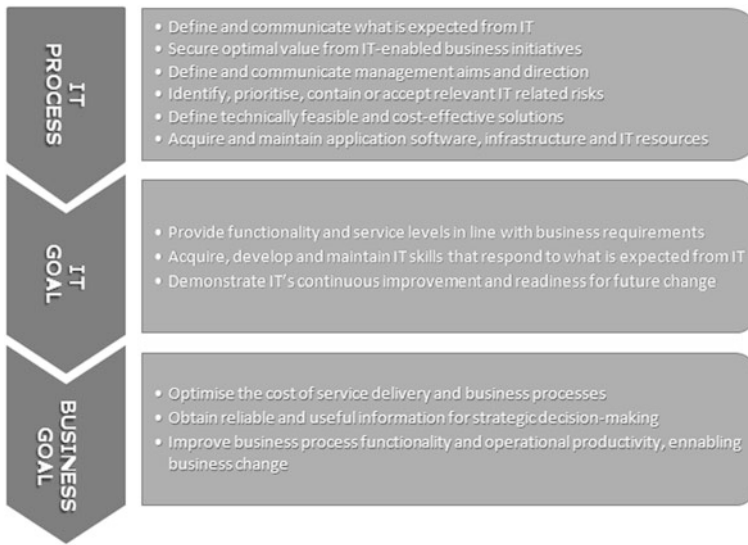 IT
PROCESS
• Define and communicate what is expected from IT
• Secure optimal value from IT-enabled business initiatives
• Define and communicate management aims and direction
• Identify, prioritise, contain or accept relevant IT related risks
• Define technically feasible and cost-effective solutions
• Acquire and maintain application software, infrastructure and IT resources
IT
GOAL
• Provide functionality and service levels in line with business requirements
• Acquire, develop and maintain IT skills that respond to what is expected from IT
• Demonstrate IT's continuous improvement and readiness for future change
BUSINESS
GOAL
• Optimise the cost of service delivery and business processes
• Obtain reliable and useful information for strategic decision-making
• Improve business process functionality and operational productivity, ennabling
business change